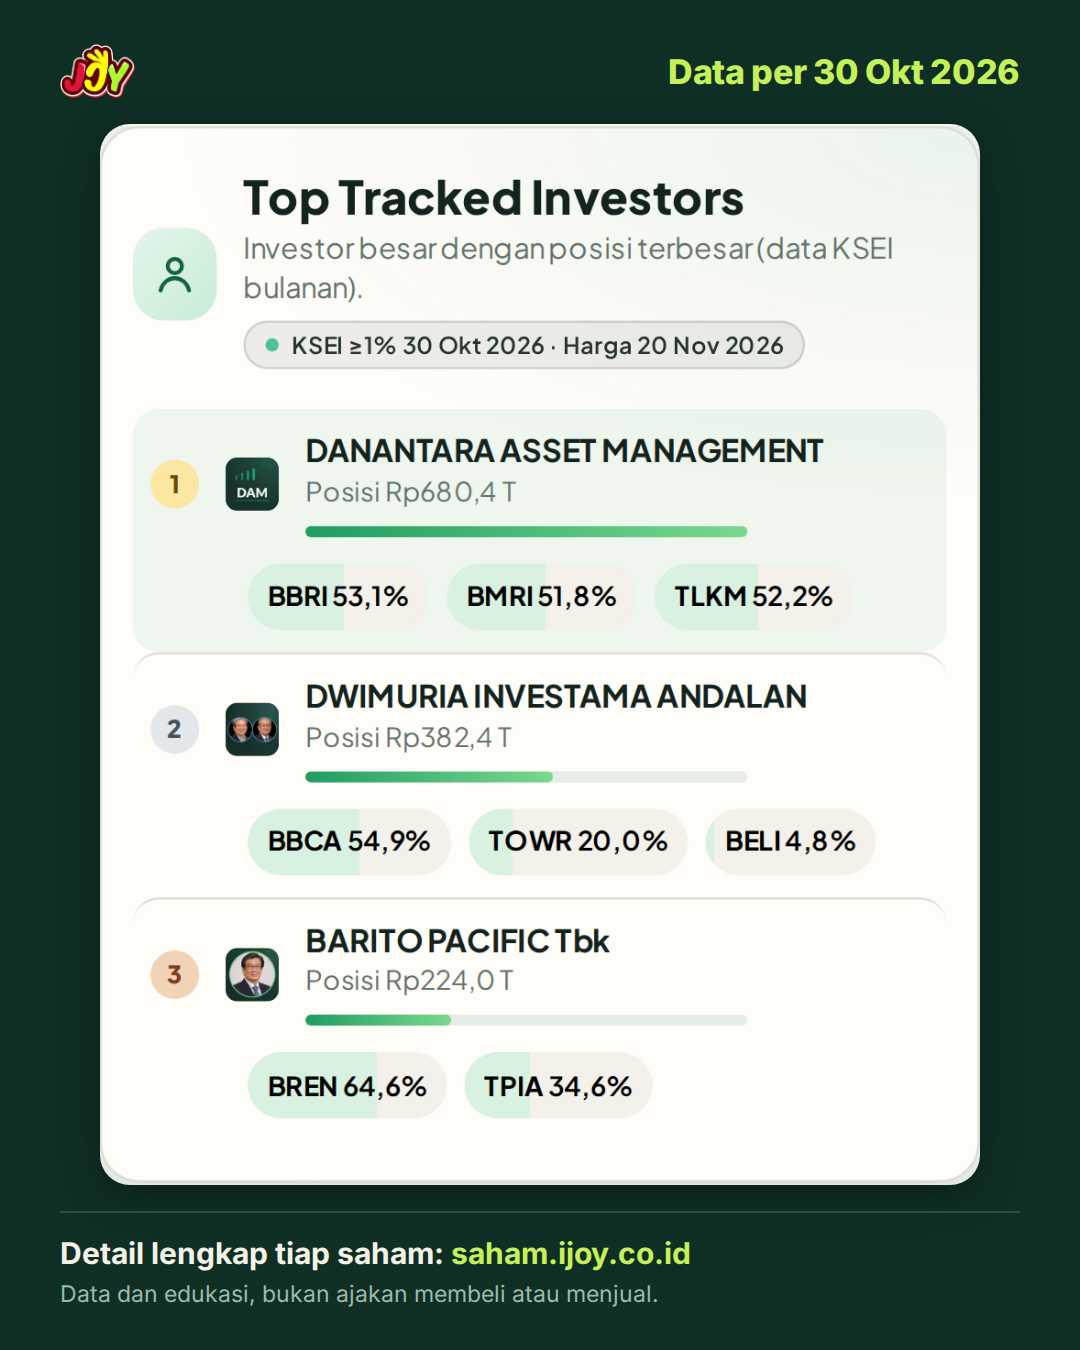 JOY
Data per 30 Okt 2026
Top Tracked Investors
Investor besar dengan posisi terbesar (data KSEI
bulanan).
KSEI ≥1% 30 Okt 2026 · Harga 20 Nov 2026
1
DAM
DANANTARA ASSET MANAGEMENT
Posisi Rp680,4 T
BBRI 53,1%
BMRI 51,8%
TLKM 52,2%
2
DWIMURIA INVESTAMA ANDALAN
Posisi Rp382,4 T
BBCA 54,9%
TOWR 20,0%
BELI 4,8%
3
BARITO PACIFIC Tbk
Posisi Rp224,0 T
BREN 64,6%
TPIA 34,6%
Detail lengkap tiap saham: saham.ijoy.co.id
Data dan edukasi, bukan ajakan membeli atau menjual.